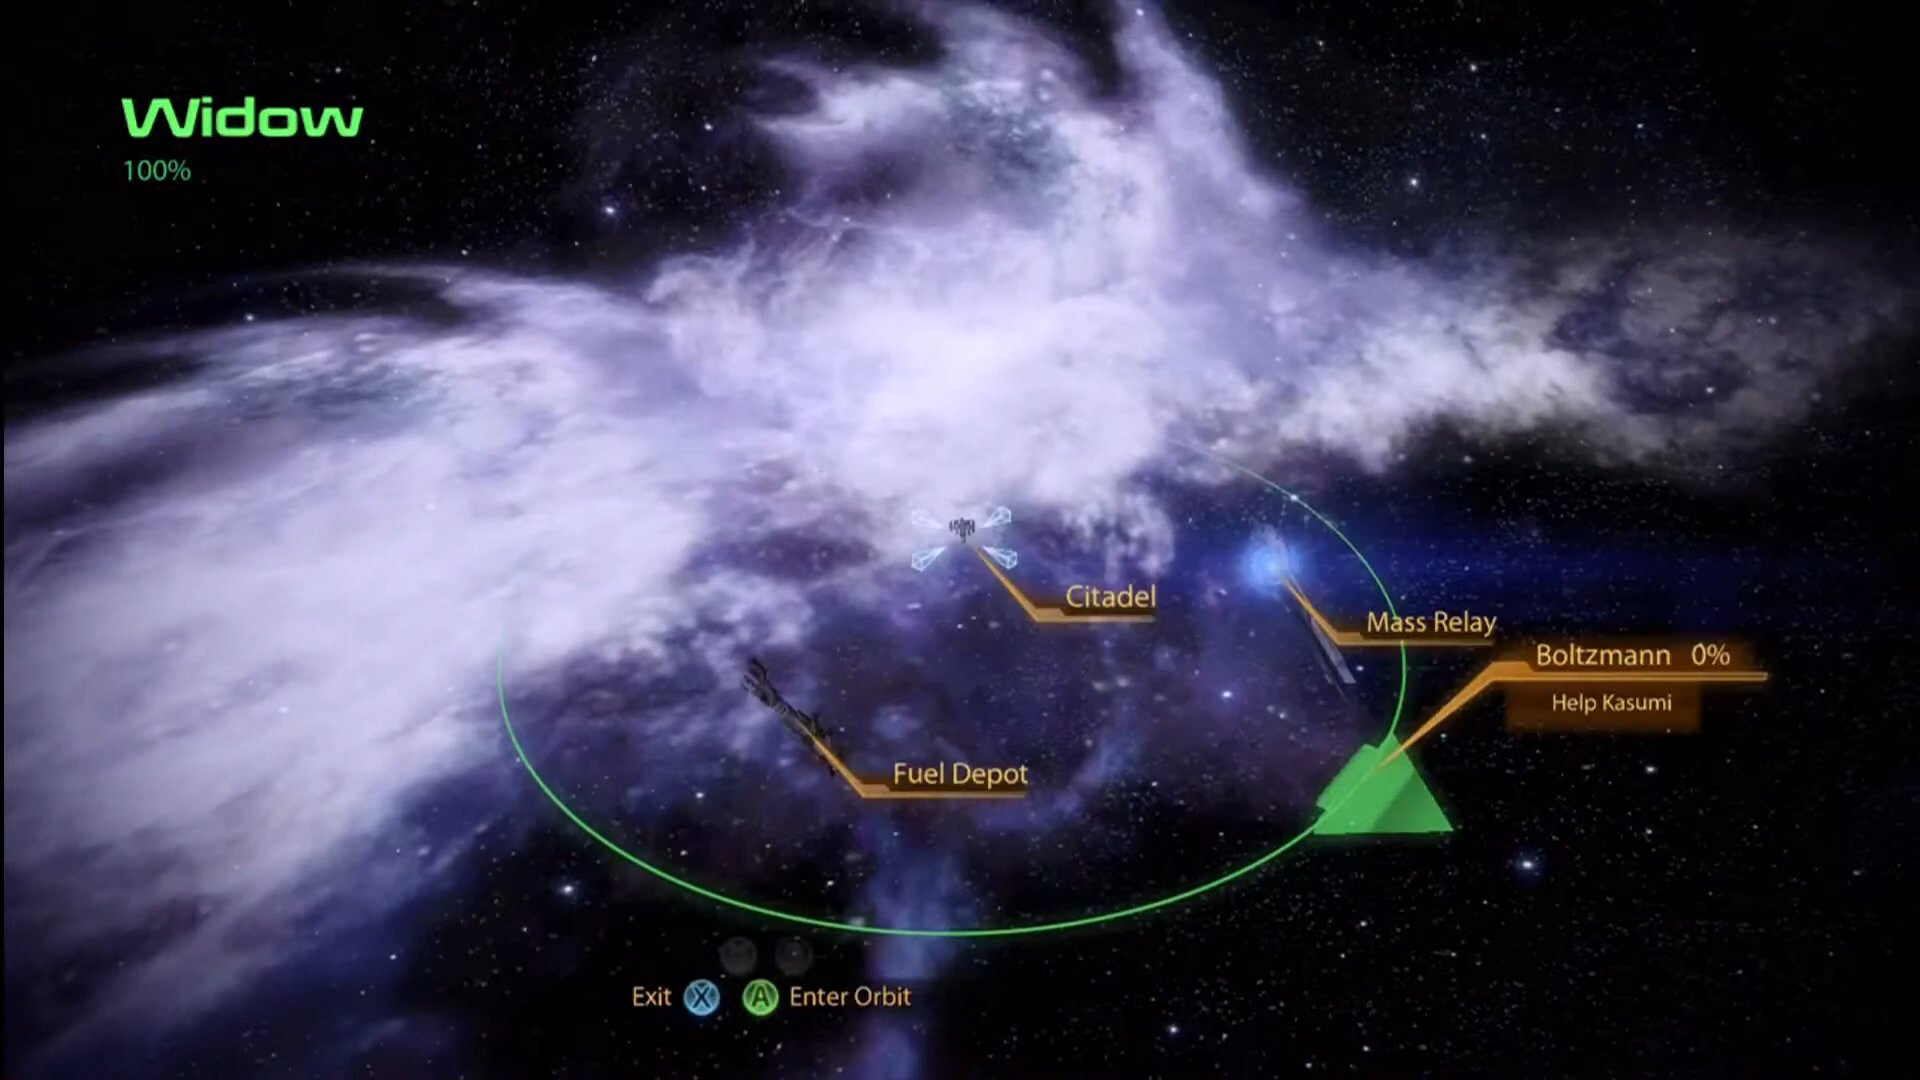 Widow
100%
Citadel
Mass Relay
Boltzmann 0%
Help Kasumi
Fuel Depot
Exit X A Enter Orbit